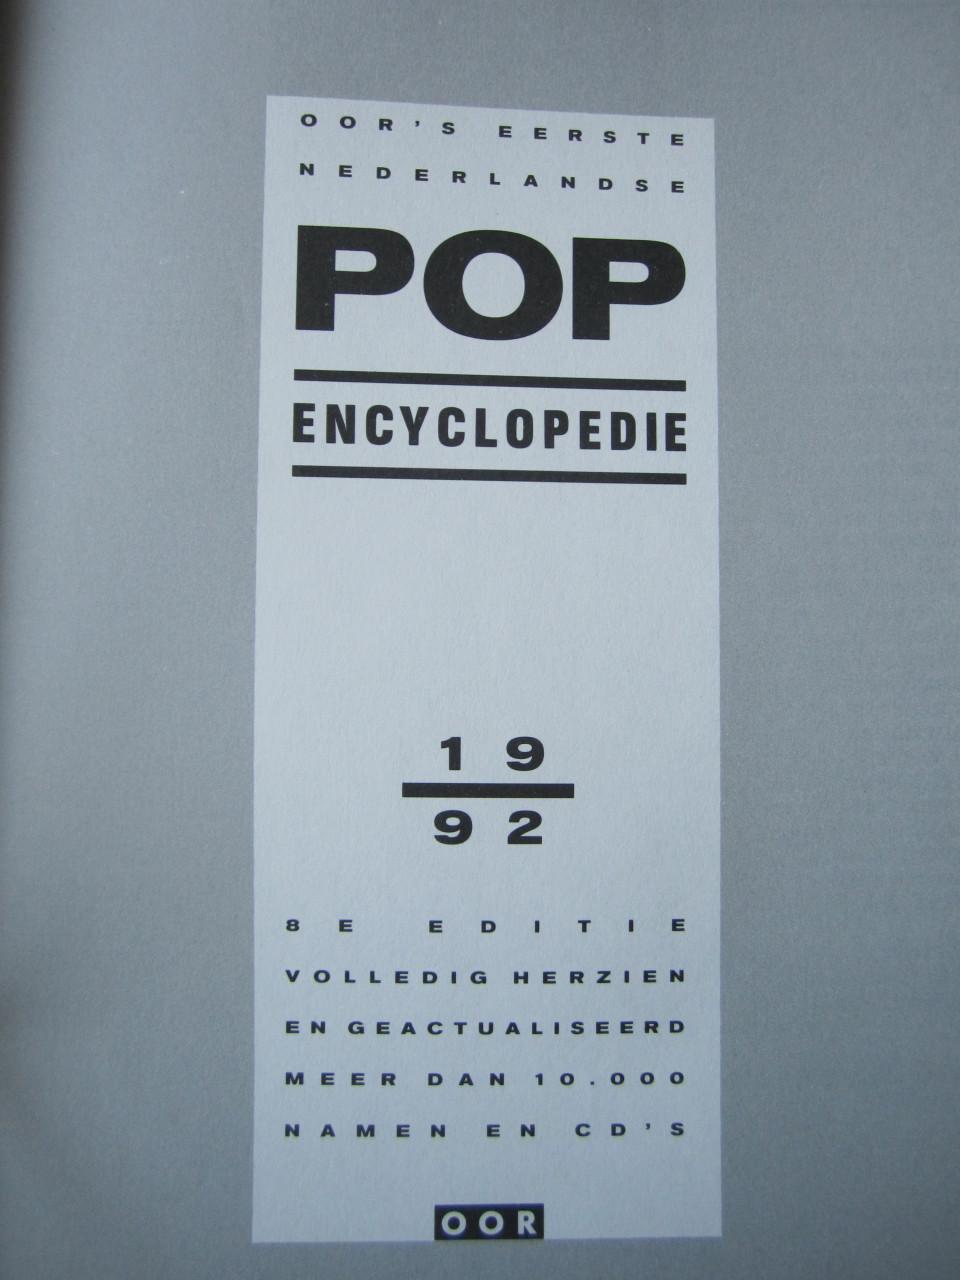 OOR'S EERSTE
NEDERLANDSE
POP
ENCYCLOPEDIE
19
92
8E EDITIE
VOLLEDIG HERZIEN
EN GEACTUALISEERD
MEER DAN 10.000
NAMEN EN CD'S
OOR